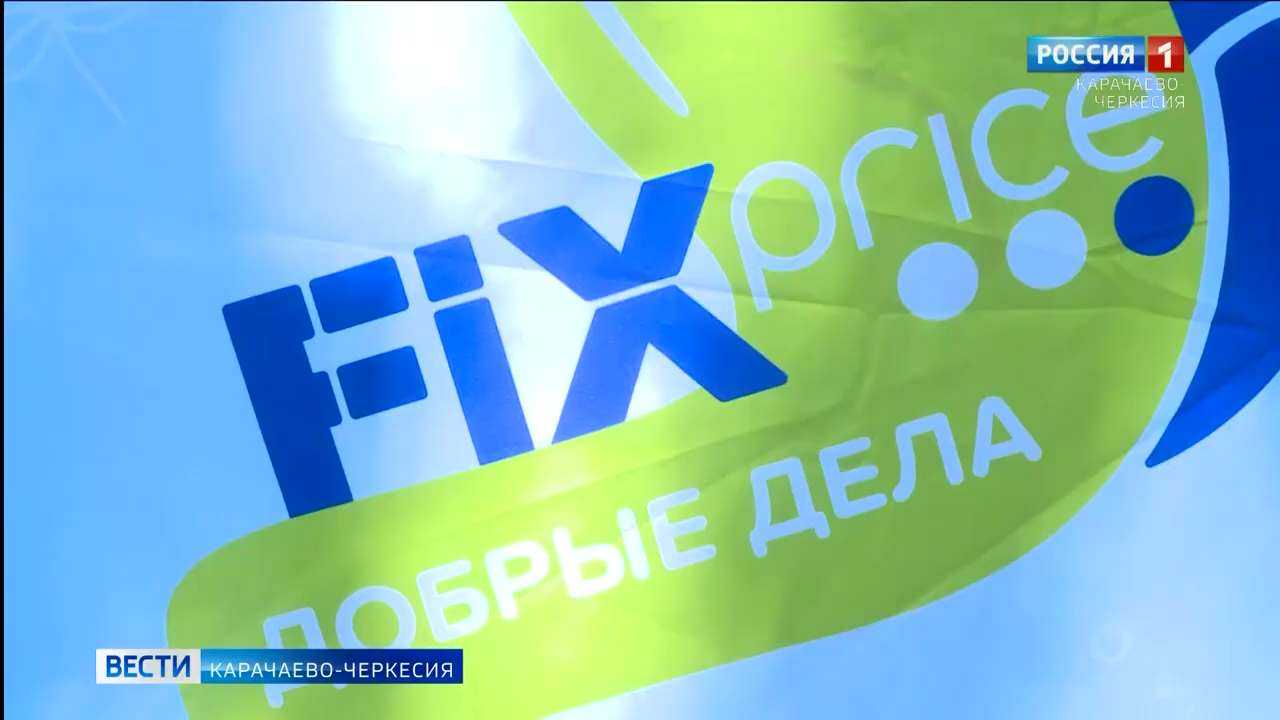 РОССИЯ 1
КАРАЧАЕВО
ЧЕРКЕСИЯ
Fix price
ДОБРЫЕ ДЕЛА
ВЕСТИ КАРАЧАЕВО-ЧЕРКЕСИЯ